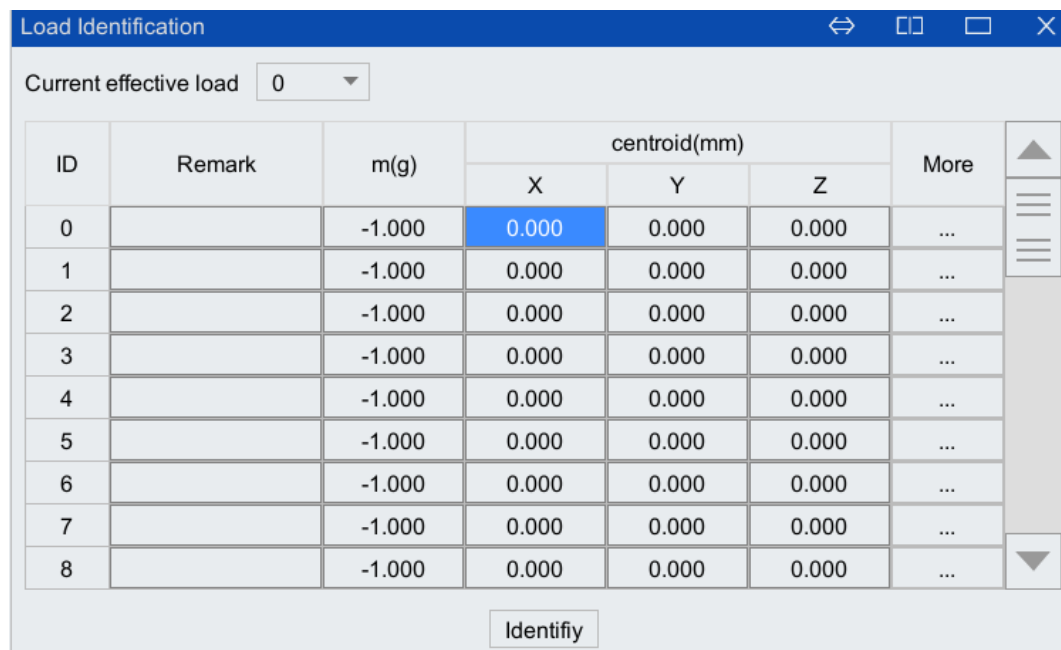 Load Identification
Current effective load 0
ID Remark m(g) centroid(mm) More
X Y Z
0 -1.000 0.000 0.000 0.000 ...
1 -1.000 0.000 0.000 0.000 ...
2 -1.000 0.000 0.000 0.000 ...
3 -1.000 0.000 0.000 0.000 ...
4 -1.000 0.000 0.000 0.000 ...
5 -1.000 0.000 0.000 0.000 ...
6 -1.000 0.000 0.000 0.000 ...
7 -1.000 0.000 0.000 0.000 ...
8 -1.000 0.000 0.000 0.000 ...
Identifiy